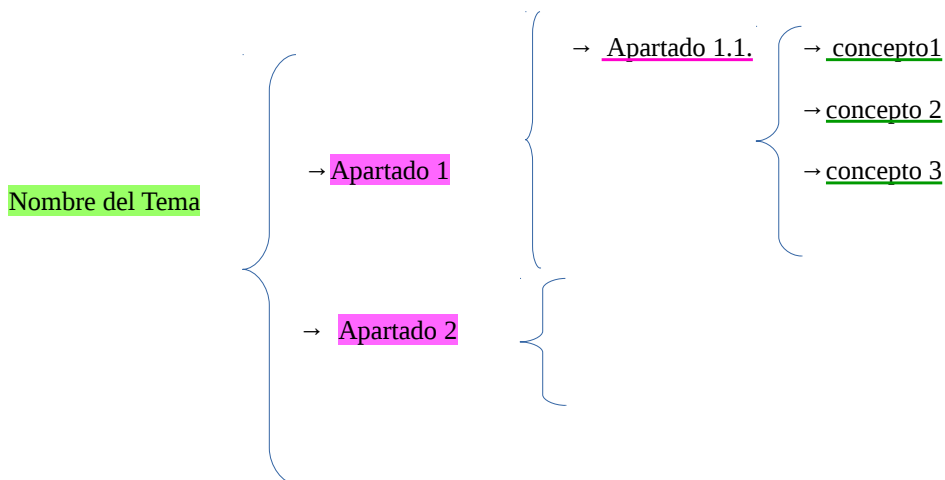 → Apartado 1.1.
→ concepto1
→concepto 2
→Apartado 1
→concepto 3
Nombre del Tema
→ Apartado 2